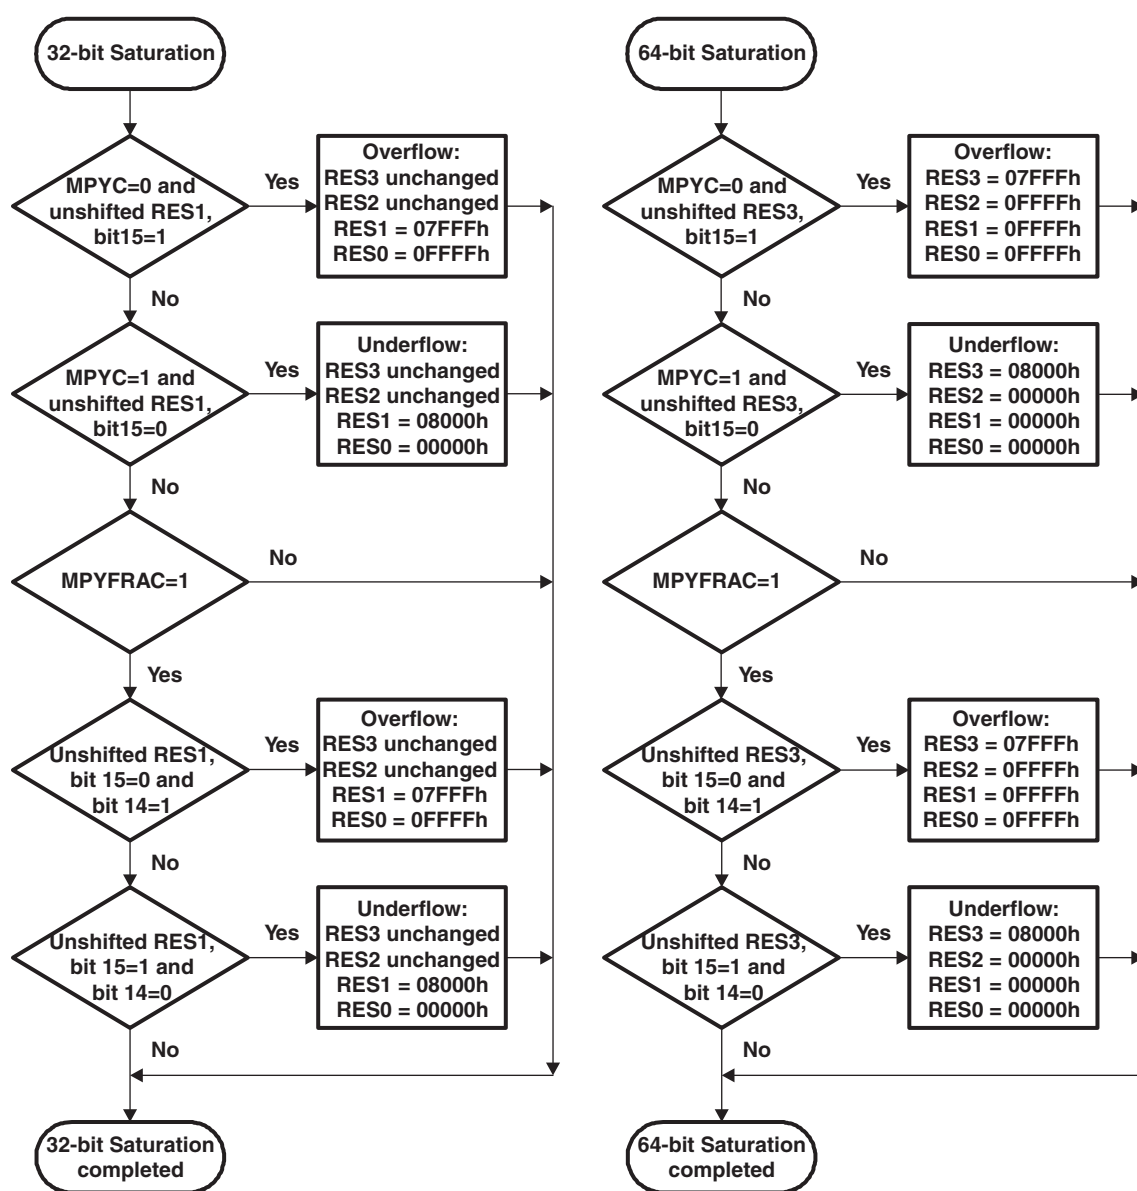 32-bit Saturation
MPYC=0 and
unshifted RES1,
bit15=1
Yes
Overflow:
RES3 unchanged
RES2 unchanged
RES1 = 07FFFh
RES0 = 0FFFFh
No
MPYC=1 and
unshifted RES1,
bit15=0
Yes
Underflow:
RES3 unchanged
RES2 unchanged
RES1 = 08000h
RES0 = 00000h
No
MPYFRAC=1
No
Yes
Unshifted RES1,
bit 15=0 and
bit 14=1
Yes
Overflow:
RES3 unchanged
RES2 unchanged
RES1 = 07FFFh
RES0 = 0FFFFh
No
Unshifted RES1,
bit 15=1 and
bit 14=0
Yes
Underflow:
RES3 unchanged
RES2 unchanged
RES1 = 08000h
RES0 = 00000h
No
32-bit Saturation
completed
64-bit Saturation
MPYC=0 and
unshifted RES3,
bit15=1
Yes
Overflow:
RES3 = 07FFFh
RES2 = 0FFFFh
RES1 = 0FFFFh
RES0 = 0FFFFh
No
MPYC=1 and
unshifted RES3,
bit15=0
Yes
Underflow:
RES3 = 08000h
RES2 = 00000h
RES1 = 00000h
RES0 = 00000h
No
MPYFRAC=1
No
Yes
Unshifted RES3,
bit 15=0 and
bit 14=1
Yes
Overflow:
RES3 = 07FFFh
RES2 = 0FFFFh
RES1 = 0FFFFh
RES0 = 0FFFFh
No
Unshifted RES3,
bit 15=1 and
bit 14=0
Yes
Underflow:
RES3 = 08000h
RES2 = 00000h
RES1 = 00000h
RES0 = 00000h
No
64-bit Saturation
completed